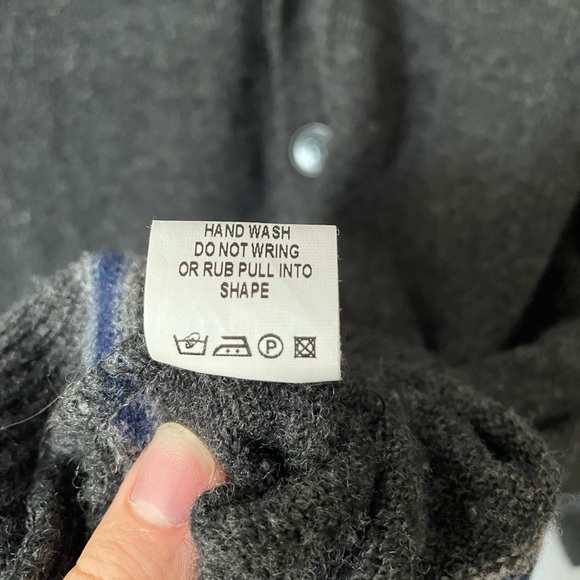 HAND WASH
DO NOT WRING
OR RUB PULL INTO
SHAPE
P